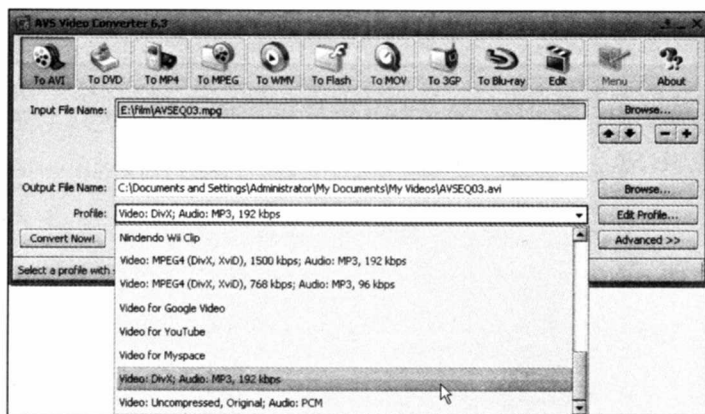 AVS Video Converter 6.3
To AVI To DVD To MP4 To MPEG To WMV To Flash To MOV To 3GP To Blu-ray Edit Menu About
Input File Name: E:\film\AVSEQ03.mpg Browse...
Output File Name: C:\Documents and Settings\Administrator\My Documents\My Videos\AVSEQ03.avi Browse...
Profile: Video: DivX; Audio: MP3, 192 kbps Edit Profile...
Convert Now! Nindendo Wii Clip Advanced >>
Select a profile with Video: MPEG4 (DivX, XviD), 1500 kbps; Audio: MP3, 192 kbps
Video: MPEG4 (DivX, XviD), 768 kbps; Audio: MP3, 96 kbps
Video for Google Video
Video for YouTube
Video for Myspace
Video: DivX; Audio: MP3, 192 kbps
Video: Uncompressed, Original; Audio: PCM